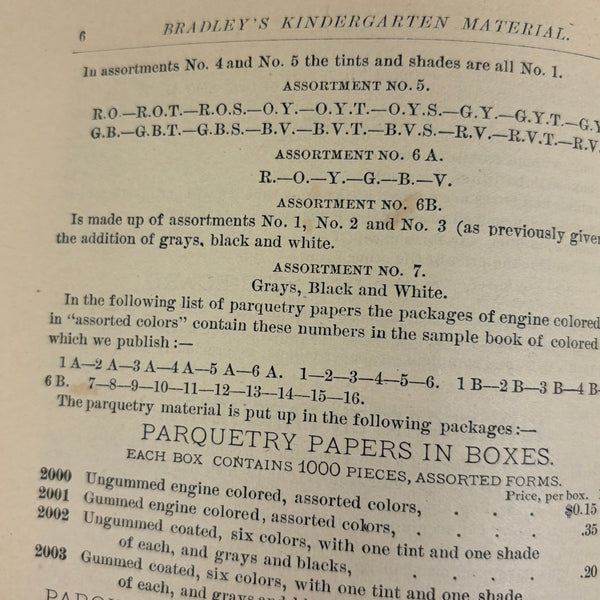 6 BRADLEY'S KINDERGARTEN MATERIAL.
In assortments No. 4 and No. 5 the tints and shades are all No. 1.
ASSORTMENT NO. 5.
R.O.—R.O.T.—R.O.S.—O.Y.—O.Y.T.—O.Y.S.—G.Y.—G.Y.T.—G.Y
G.B.—G.B.T.—G.B.S.—B.V.—B.V.T.—B.V.S.—R.V.—R.V.T.—R.V.
ASSORTMENT NO. 6 A.
R.—O.—Y.—G.—B.—V.
ASSORTMENT NO. 6B.
Is made up of assortments No. 1, No. 2 and No. 3 (as previously given
the addition of grays, black and white.
ASSORTMENT NO. 7.
Grays, Black and White.
In the following list of parquetry papers the packages of engine colored
in "assorted colors" contain these numbers in the sample book of colored
which we publish:—
1 A—2 A—3 A—4 A—5 A—6 A. 1—2—3—4—5—6. 1 B—2 B—3 B—4 B—
6 B. 7—8—9—10—11—12—13—14—15—16.
The parquetry material is put up in the following packages:—
PARQUETRY PAPERS IN BOXES.
EACH BOX CONTAINS 1000 PIECES, ASSORTED FORMS.
Price, per box.
2000 Ungummed engine colored, assorted colors, . . . $0.15
2001 Gummed engine colored, assorted colors, . . . .35
2002 Ungummed coated, six colors, with one tint and one shade
of each, and grays and blacks, . . . . .20
2003 Gummed coated, six colors, with one tint and one shade
of each, and grays and blacks